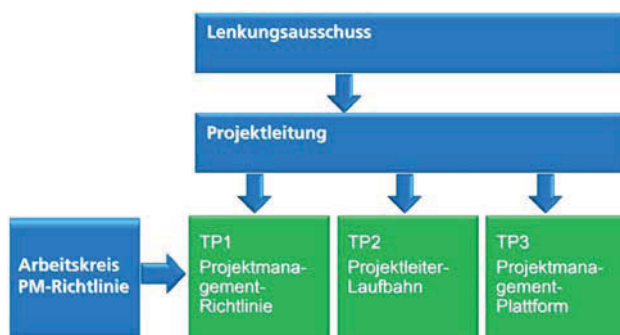 Lenkungsausschuss
Projektleitung
Arbeitskreis
PM-Richtlinie
TP1
Projektmana-
gement-
Richtlinie
TP2
Projektleiter-
Laufbahn
TP3
Projektmana-
gement-
Plattform